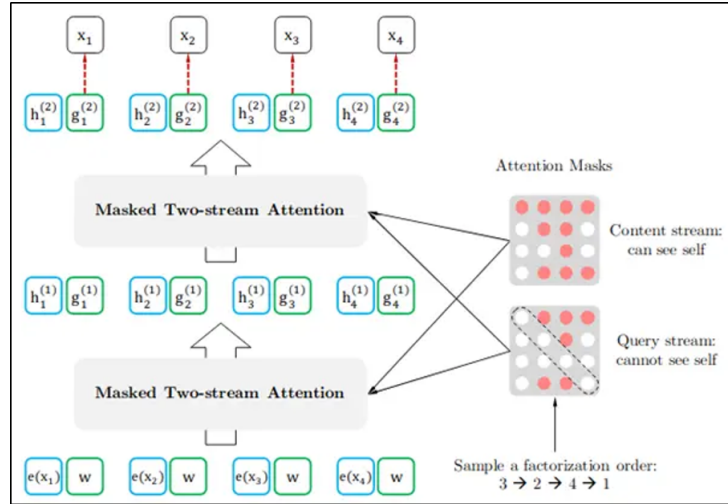 x₁ x₂ x₃ x₄
h₁⁽²⁾ g₁⁽²⁾ h₂⁽²⁾ g₂⁽²⁾ h₃⁽²⁾ g₃⁽²⁾ h₄⁽²⁾ g₄⁽²⁾
Attention Masks
Masked Two-stream Attention
Content stream:
can see self
h₁⁽¹⁾ g₁⁽¹⁾ h₂⁽¹⁾ g₂⁽¹⁾ h₃⁽¹⁾ g₃⁽¹⁾ h₄⁽¹⁾ g₄⁽¹⁾
Query stream:
cannot see self
Masked Two-stream Attention
e(x₁) w e(x₂) w e(x₃) w e(x₄) w
Sample a factorization order:
3 → 2 → 4 → 1